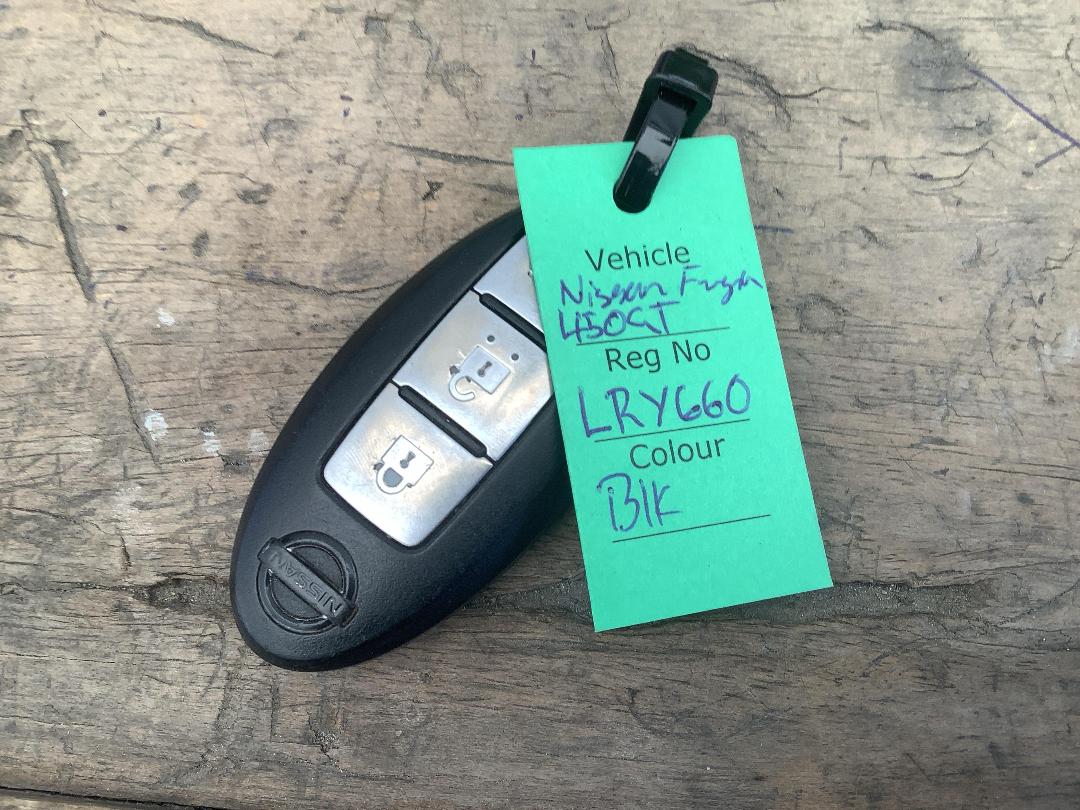 Vehicle
Nissan Fuga
450GT
Reg No
LRY660
Colour
Blk
NISSAN